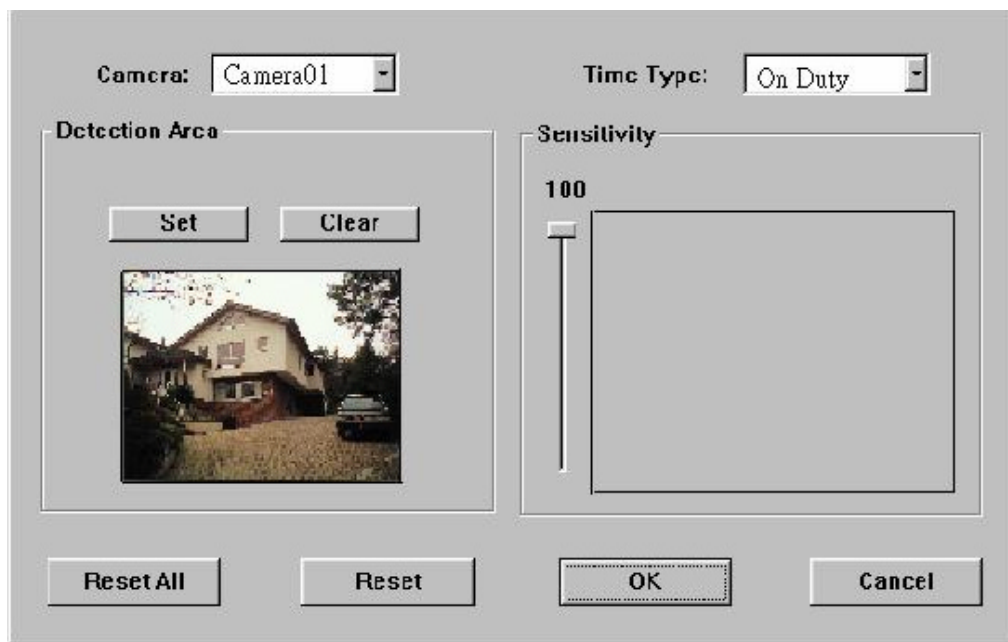 Camera: Camera01 Time Type: On Duty
Detection Area
Sensitivity
Set Clear
100
Reset All Reset OK Cancel